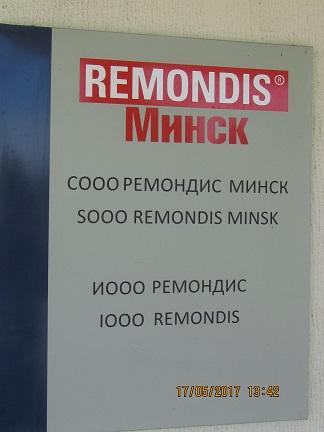 REMONDIS®
Минск
СООО РЕМОНДИС МИНСК
SOOO REMONDIS MINSK
ИООО РЕМОНДИС
IOOO REMONDIS
17/05/2017 13:42